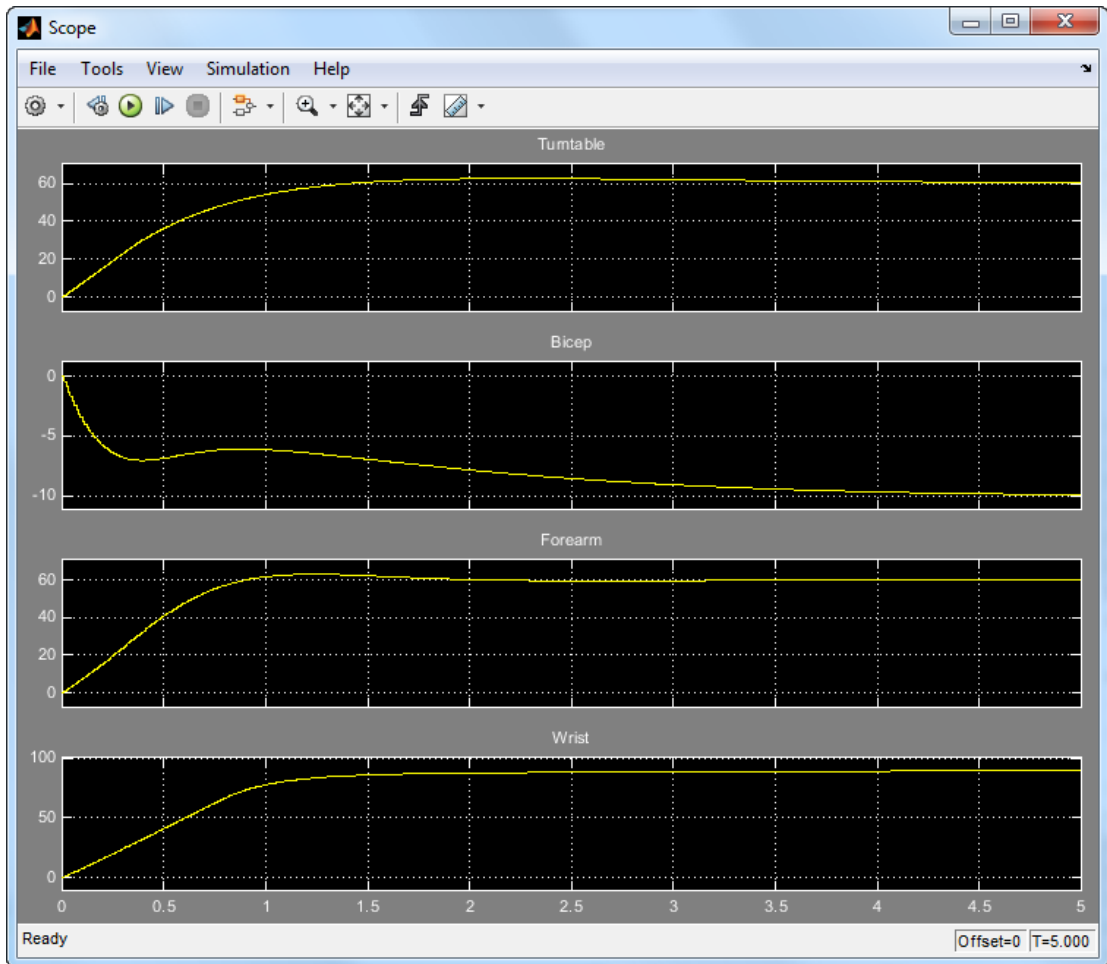 Scope
File Tools View Simulation Help
Turntable
60
40
20
0
Bicep
0
-5
-10
Forearm
60
40
20
0
Wrist
100
50
0
0 0.5 1 1.5 2 2.5 3 3.5 4 4.5 5
Ready Offset=0 T=5.000